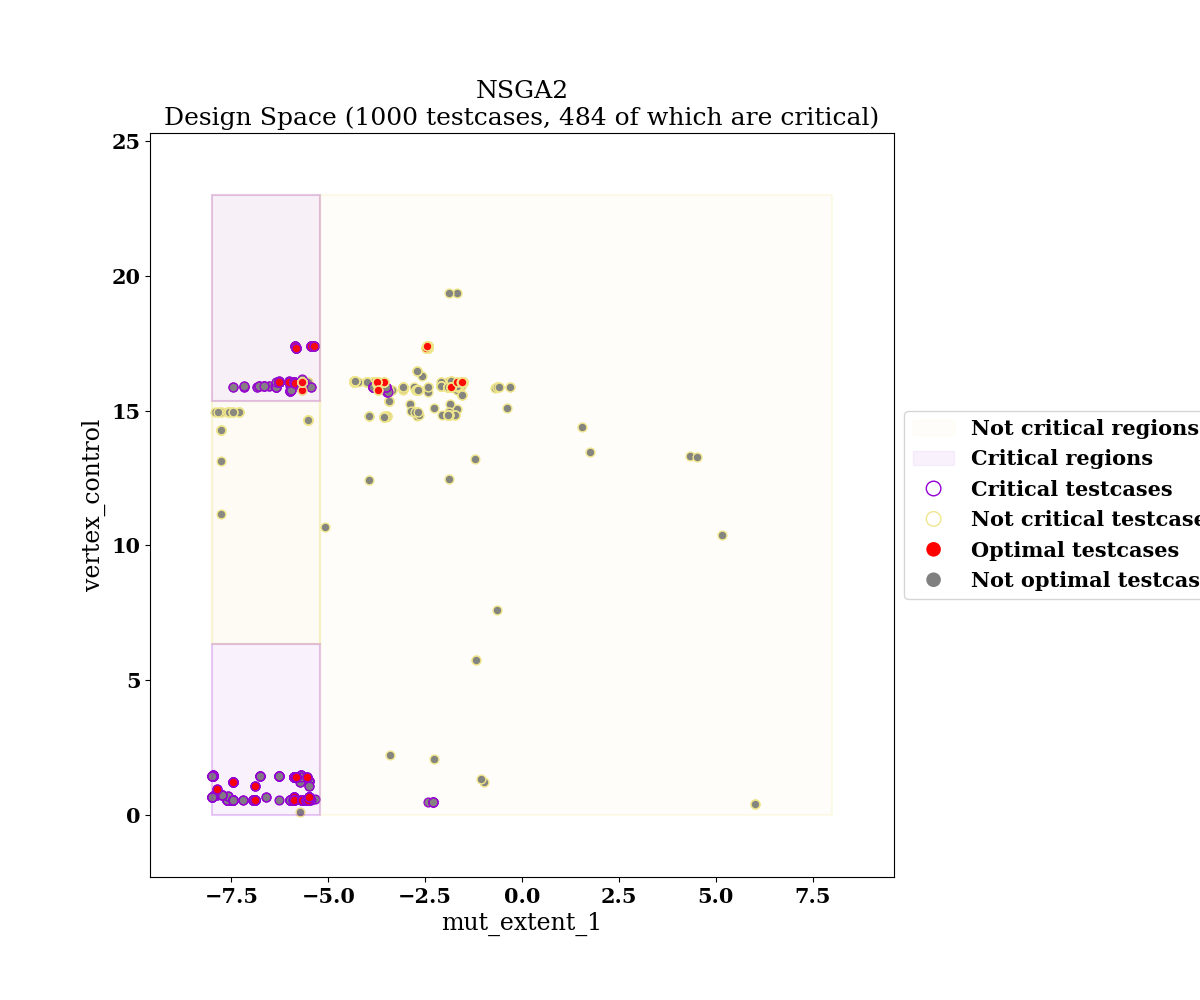 NSGA2
Design Space (1000 testcases, 484 of which are critical)
25
20
15
10
5
0
vertex_control
−7.5
−5.0
−2.5
0.0
2.5
5.0
7.5
mut_extent_1
Not critical regions
Critical regions
Critical testcases
Not critical testcase
Optimal testcases
Not optimal testcas